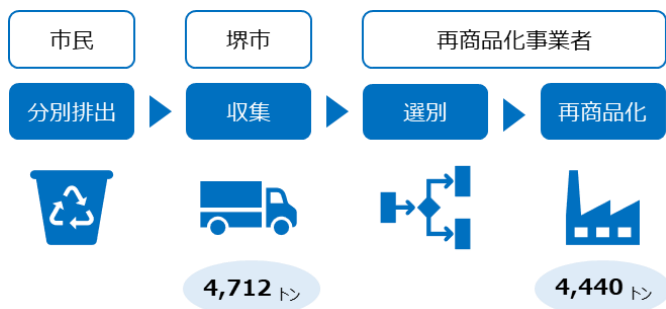 市民
堺市
再商品化事業者
分別排出
収集
選別
再商品化
4,712 トン
4,440 トン